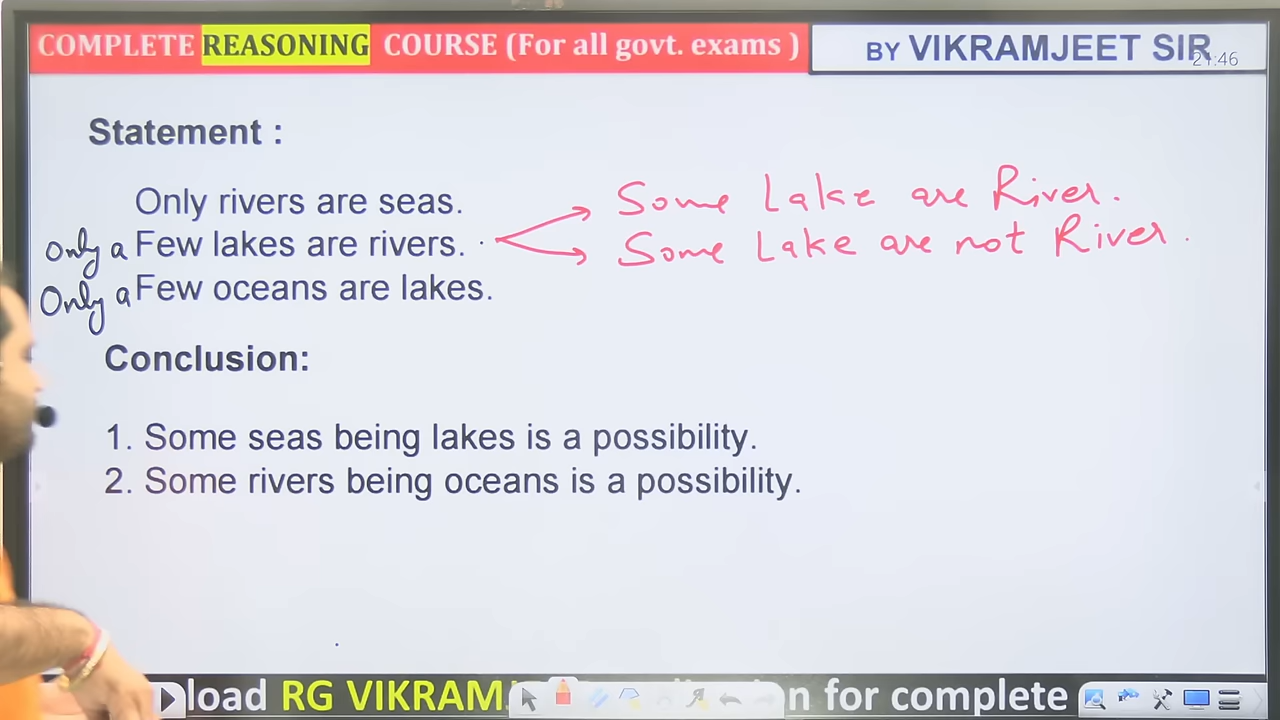 COMPLETE REASONING COURSE (For all govt. exams )
BY VIKRAMJEET SIR
21:46
Statement :
Only rivers are seas.
Some Lake are River.
Only a Few lakes are rivers.
Some Lake are not River.
Only a Few oceans are lakes.
Conclusion:
1. Some seas being lakes is a possibility.
2. Some rivers being oceans is a possibility.
load RG VIKRAM for complete